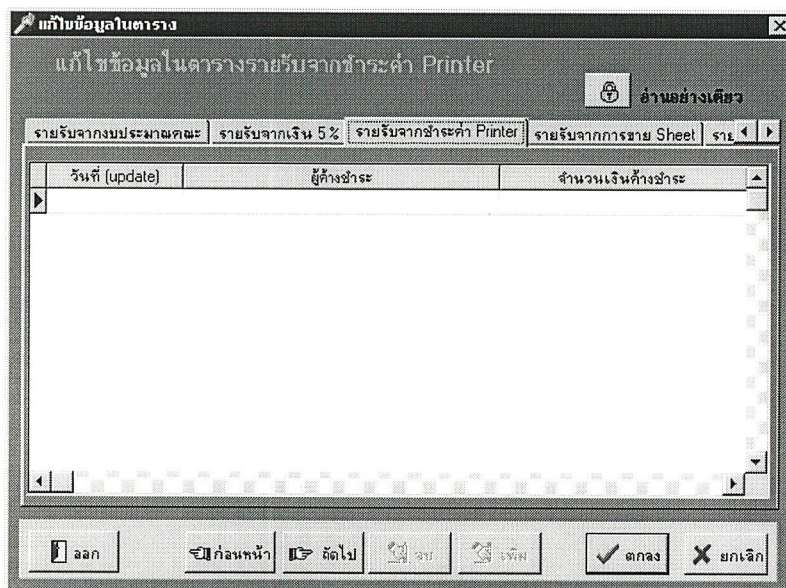 แก้ไขข้อมูลในตาราง
แก้ไขข้อมูลในตารางรายรับจากชำระค่า Printer
อ่านอย่างเดียว
รายรับจากงบประมาณคณะ รายรับจากเงิน 5% รายรับจากชำระค่า Printer รายรับจากการขาย Sheet ราย
วันที่ (update) ผู้ค้างชำระ จำนวนเงินค้างชำระ
ออก ก่อนหน้า ถัดไป ลบ เพิ่ม ตกลง ยกเลิก